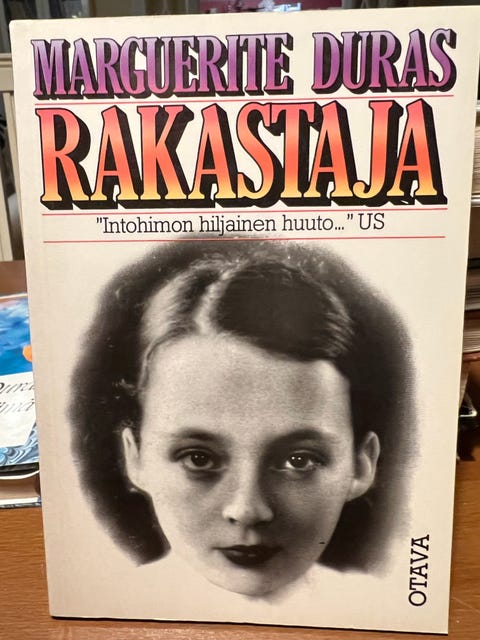 MARGUERITE DURAS
RAKASTAJA
"Intohimon hiljainen huuto..." US
OTAVA